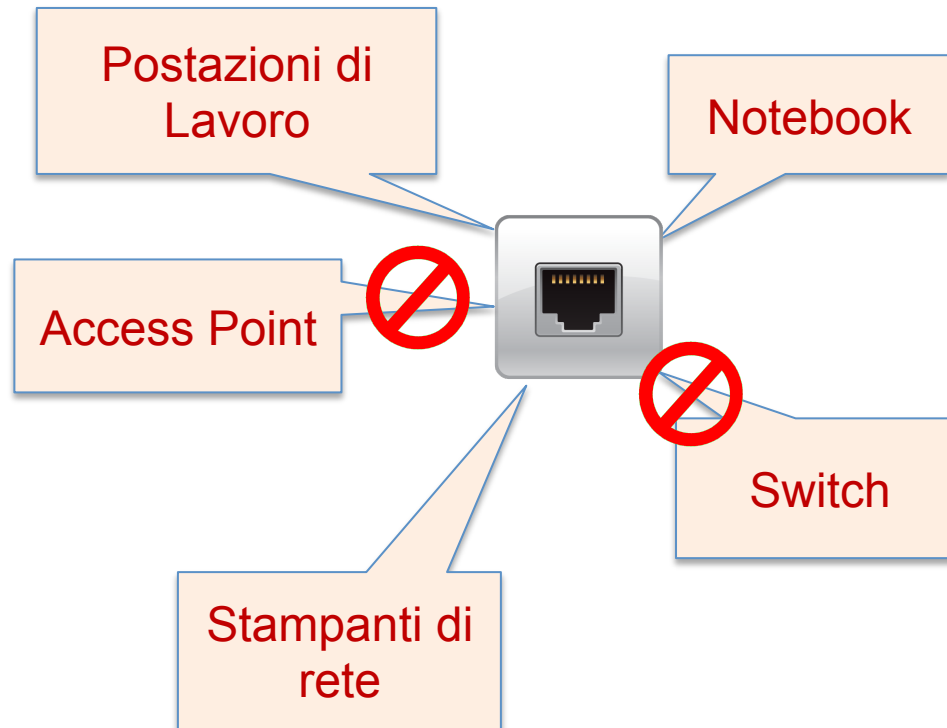 Postazioni di
Lavoro
Notebook
Access Point
Switch
Stampanti di
rete